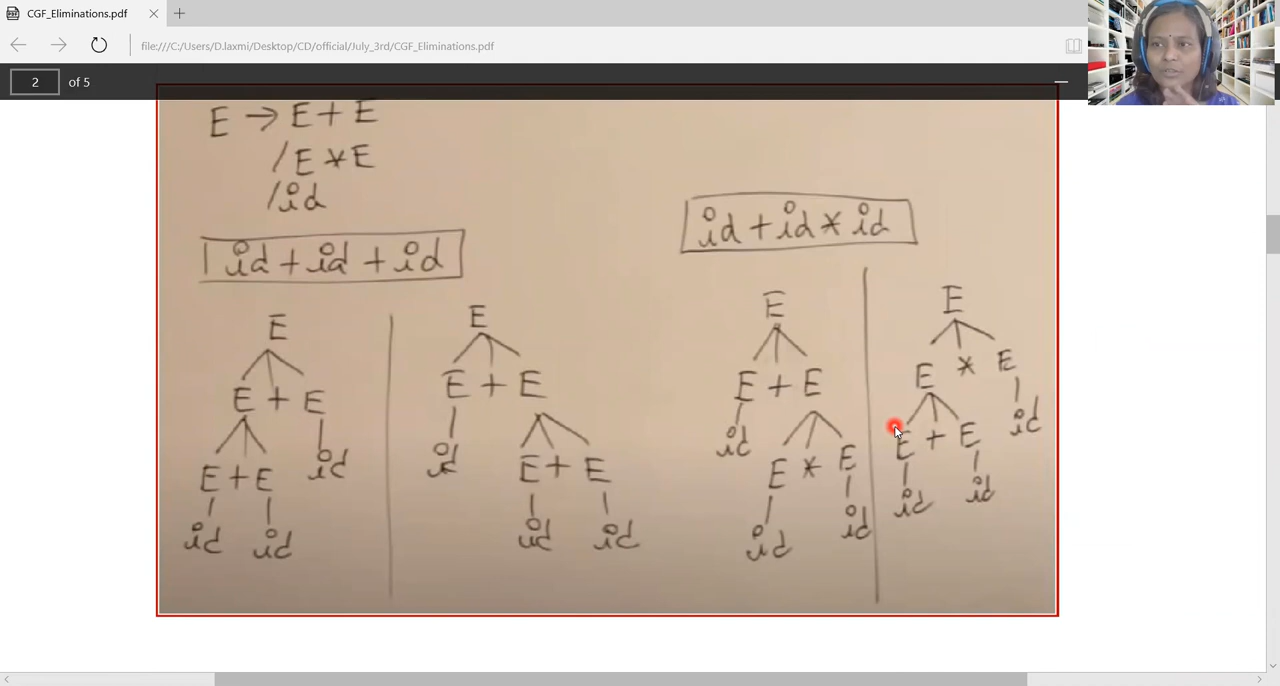 CGF_Eliminations.pdf
file:///C:/Users/D.laxmi/Desktop/CD/official/July_3rd/CGF_Eliminations.pdf
2 of 5
E → E + E
/ E * E
/ id
id + id + id
E
E + E
E + E id
id id
E
E + E
id E + E
id id
id + id * id
E
E + E
id E * E
id id
E
E * E
E + E id
id id